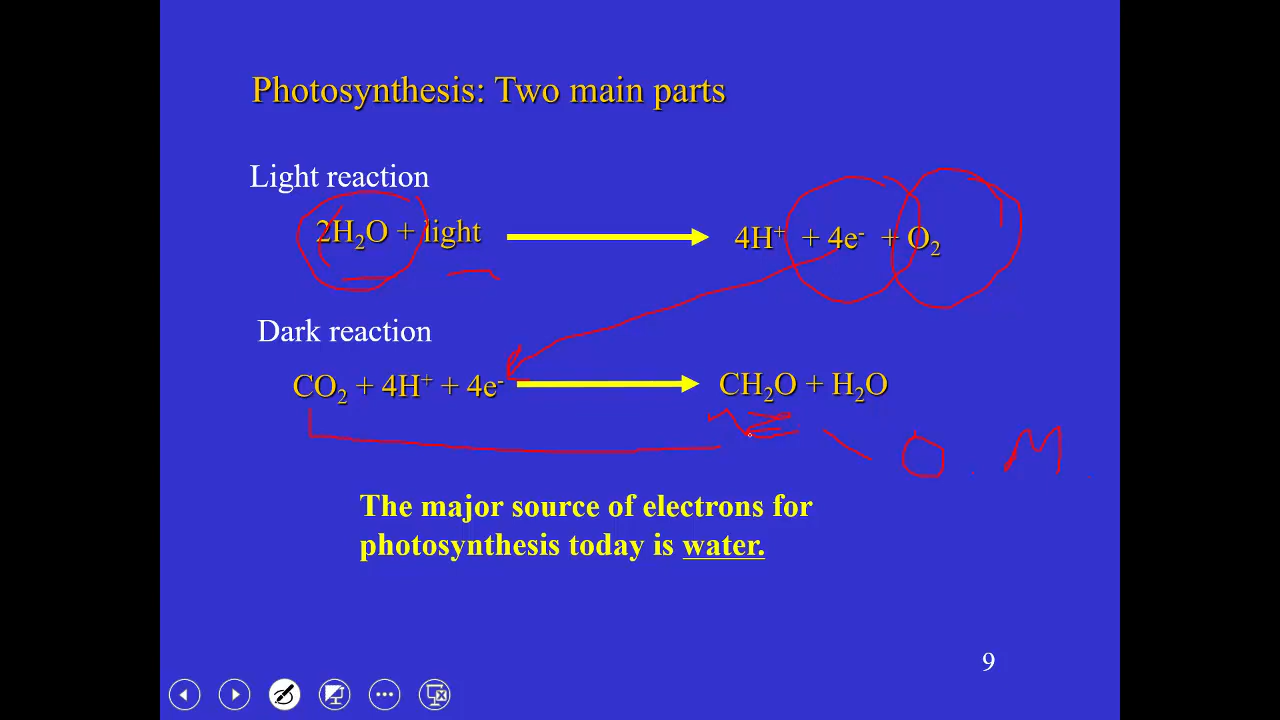 Photosynthesis: Two main parts
Light reaction
2H₂O + light 4H⁺ + 4e⁻ + O₂
Dark reaction
CO₂ + 4H⁺ + 4e⁻ CH₂O + H₂O
O.M.
The major source of electrons for
photosynthesis today is water.
9